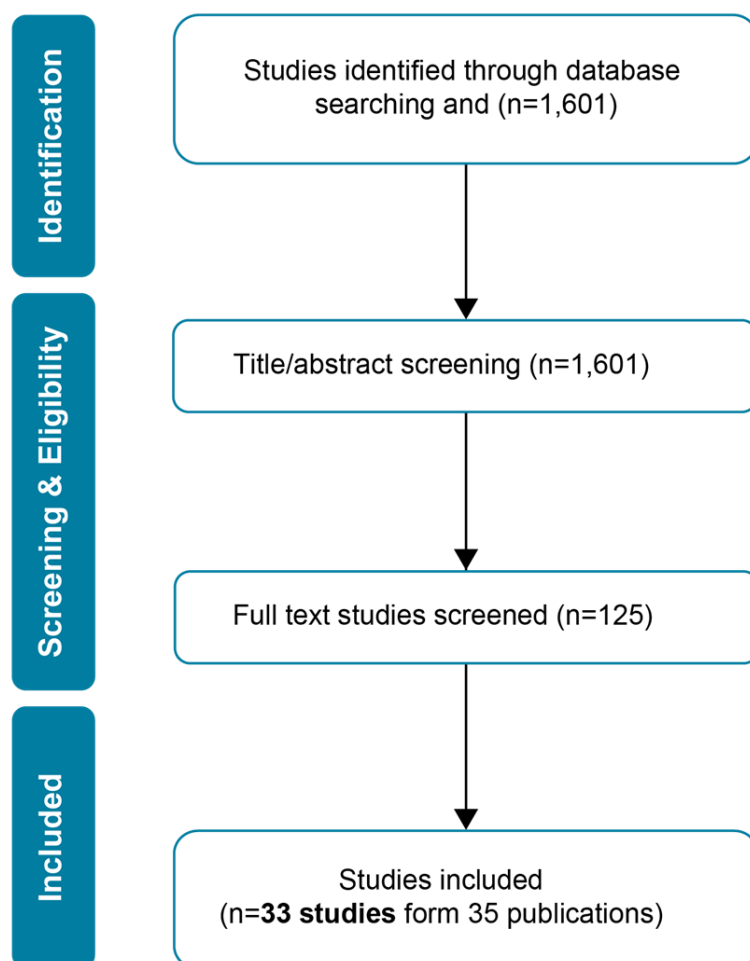 Identification
Studies identified through database
searching and (n=1,601)
Screening & Eligibility
Title/abstract screening (n=1,601)
Full text studies screened (n=125)
Included
Studies included
(n=33 studies form 35 publications)